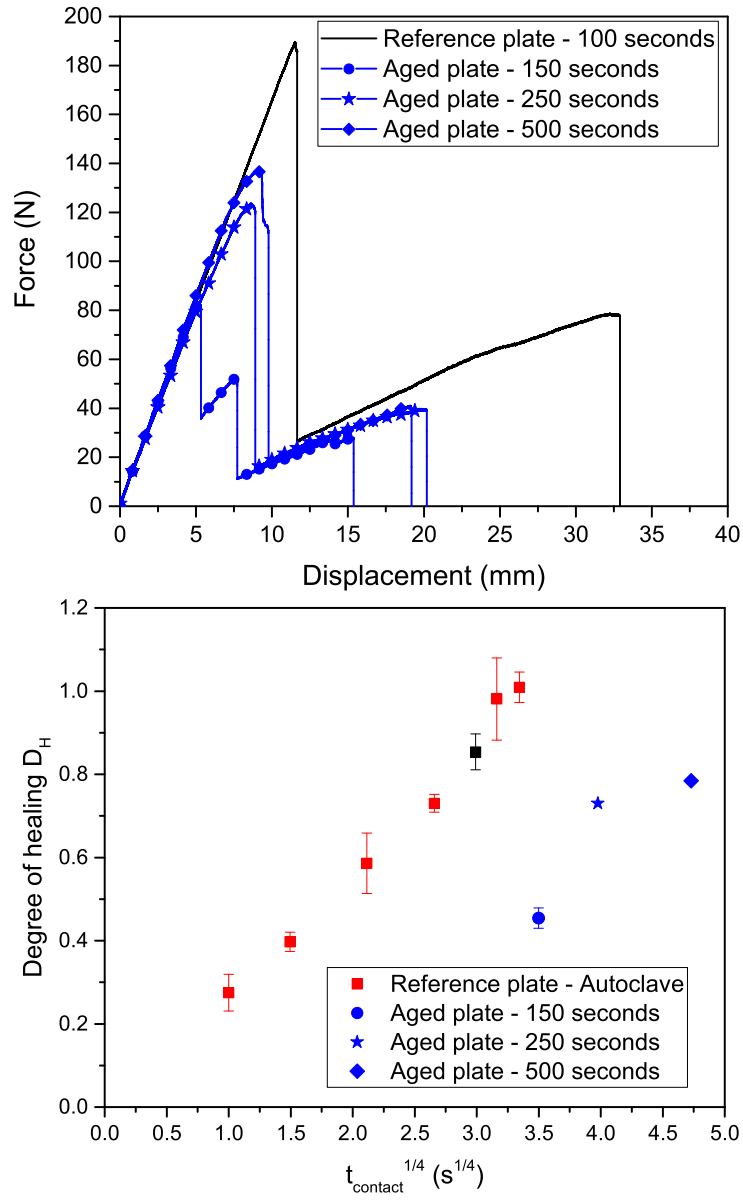 200
180
160
140
120
100
80
60
40
20
0
Force (N)
Reference plate - 100 seconds
Aged plate - 150 seconds
Aged plate - 250 seconds
Aged plate - 500 seconds
0 5 10 15 20 25 30 35 40
Displacement (mm)
1.2
1.0
0.8
0.6
0.4
0.2
0.0
Degree of healing D_H
Reference plate - Autoclave
Aged plate - 150 seconds
Aged plate - 250 seconds
Aged plate - 500 seconds
0.0 0.5 1.0 1.5 2.0 2.5 3.0 3.5 4.0 4.5 5.0
t_contact^1/4 (s^1/4)